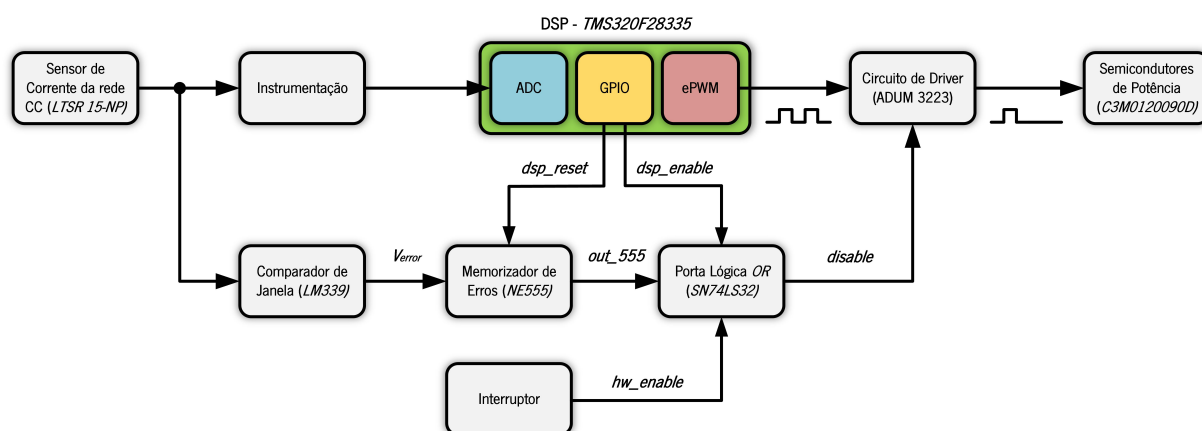 DSP - TMS320F28335
Sensor de
Corrente da rede
CC (LTSR 15-NP)
Instrumentação
ADC
GPIO
ePWM
Circuito de Driver
(ADUM 3223)
Semicondutores
de Potência
(C3M0120090D)
dsp_reset
dsp_enable
Comparador de
Janela (LM339)
Verror
Memorizador de
Erros (NE555)
out_555
Porta Lógica OR
(SN74LS32)
disable
Interruptor
hw_enable